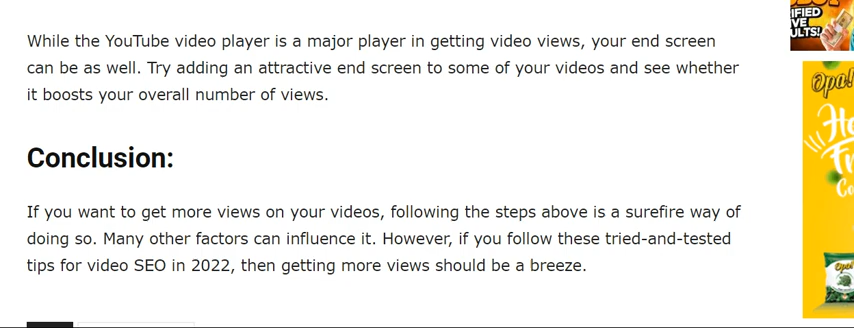 While the YouTube video player is a major player in getting video views, your end screen
can be as well. Try adding an attractive end screen to some of your videos and see whether
it boosts your overall number of views.
Conclusion:
If you want to get more views on your videos, following the steps above is a surefire way of
doing so. Many other factors can influence it. However, if you follow these tried-and-tested
tips for video SEO in 2022, then getting more views should be a breeze.
Opa!